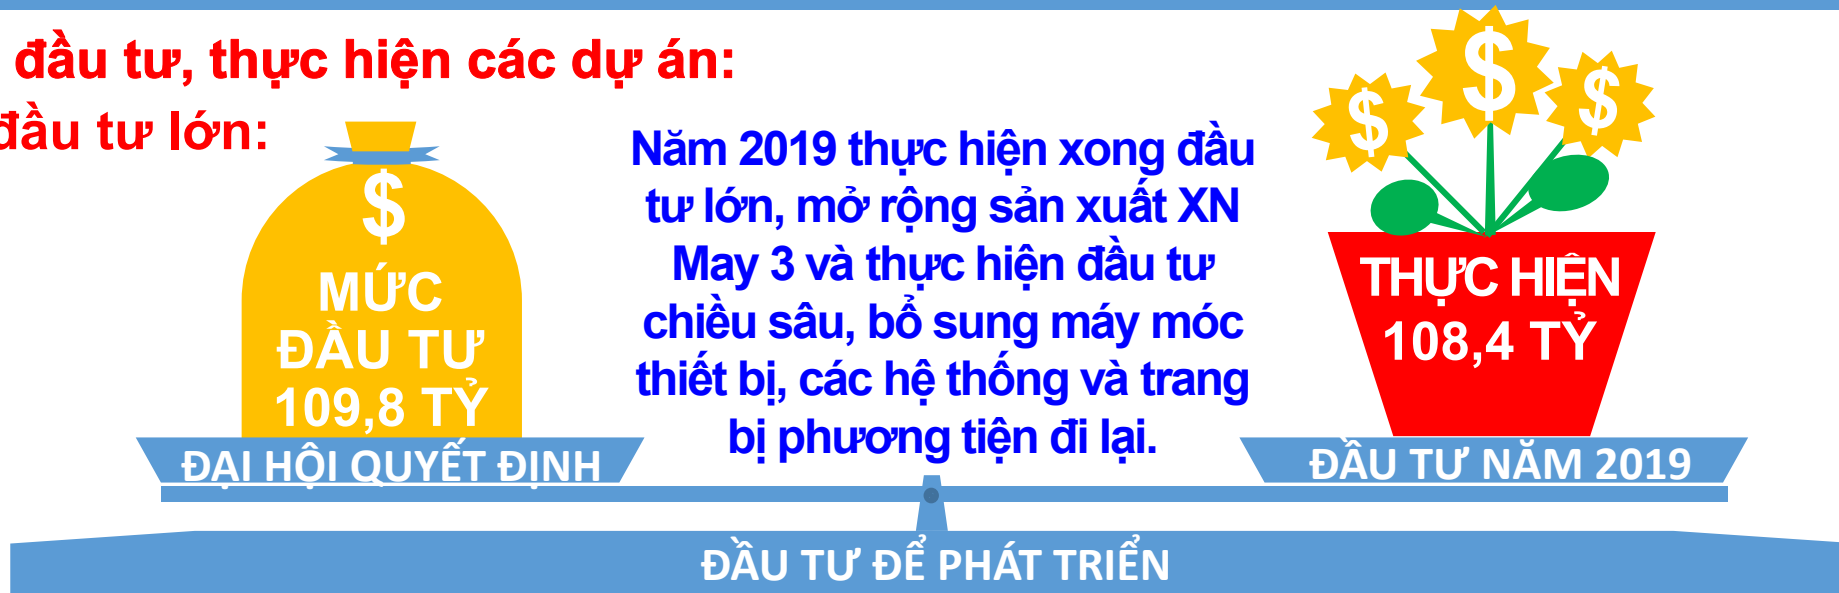 đầu tư, thực hiện các dự án:
đầu tư lớn:
$
MỨC
ĐẦU TƯ
109,8 TỶ
ĐẠI HỘI QUYẾT ĐỊNH
Năm 2019 thực hiện xong đầu
tư lớn, mở rộng sản xuất XN
May 3 và thực hiện đầu tư
chiều sâu, bổ sung máy móc
thiết bị, các hệ thống và trang
bị phương tiện đi lại.
$ $ $
THỰC HIỆN
108,4 TỶ
ĐẦU TƯ NĂM 2019
ĐẦU TƯ ĐỂ PHÁT TRIỂN